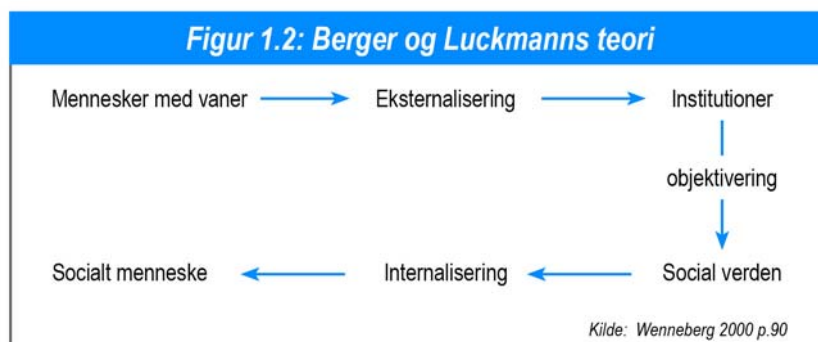 Figur 1.2: Berger og Luckmanns teori
Mennesker med vaner Eksternalisering Institutioner
objektivering
Socialt menneske Internalisering Social verden
Kilde: Wenneberg 2000 p.90